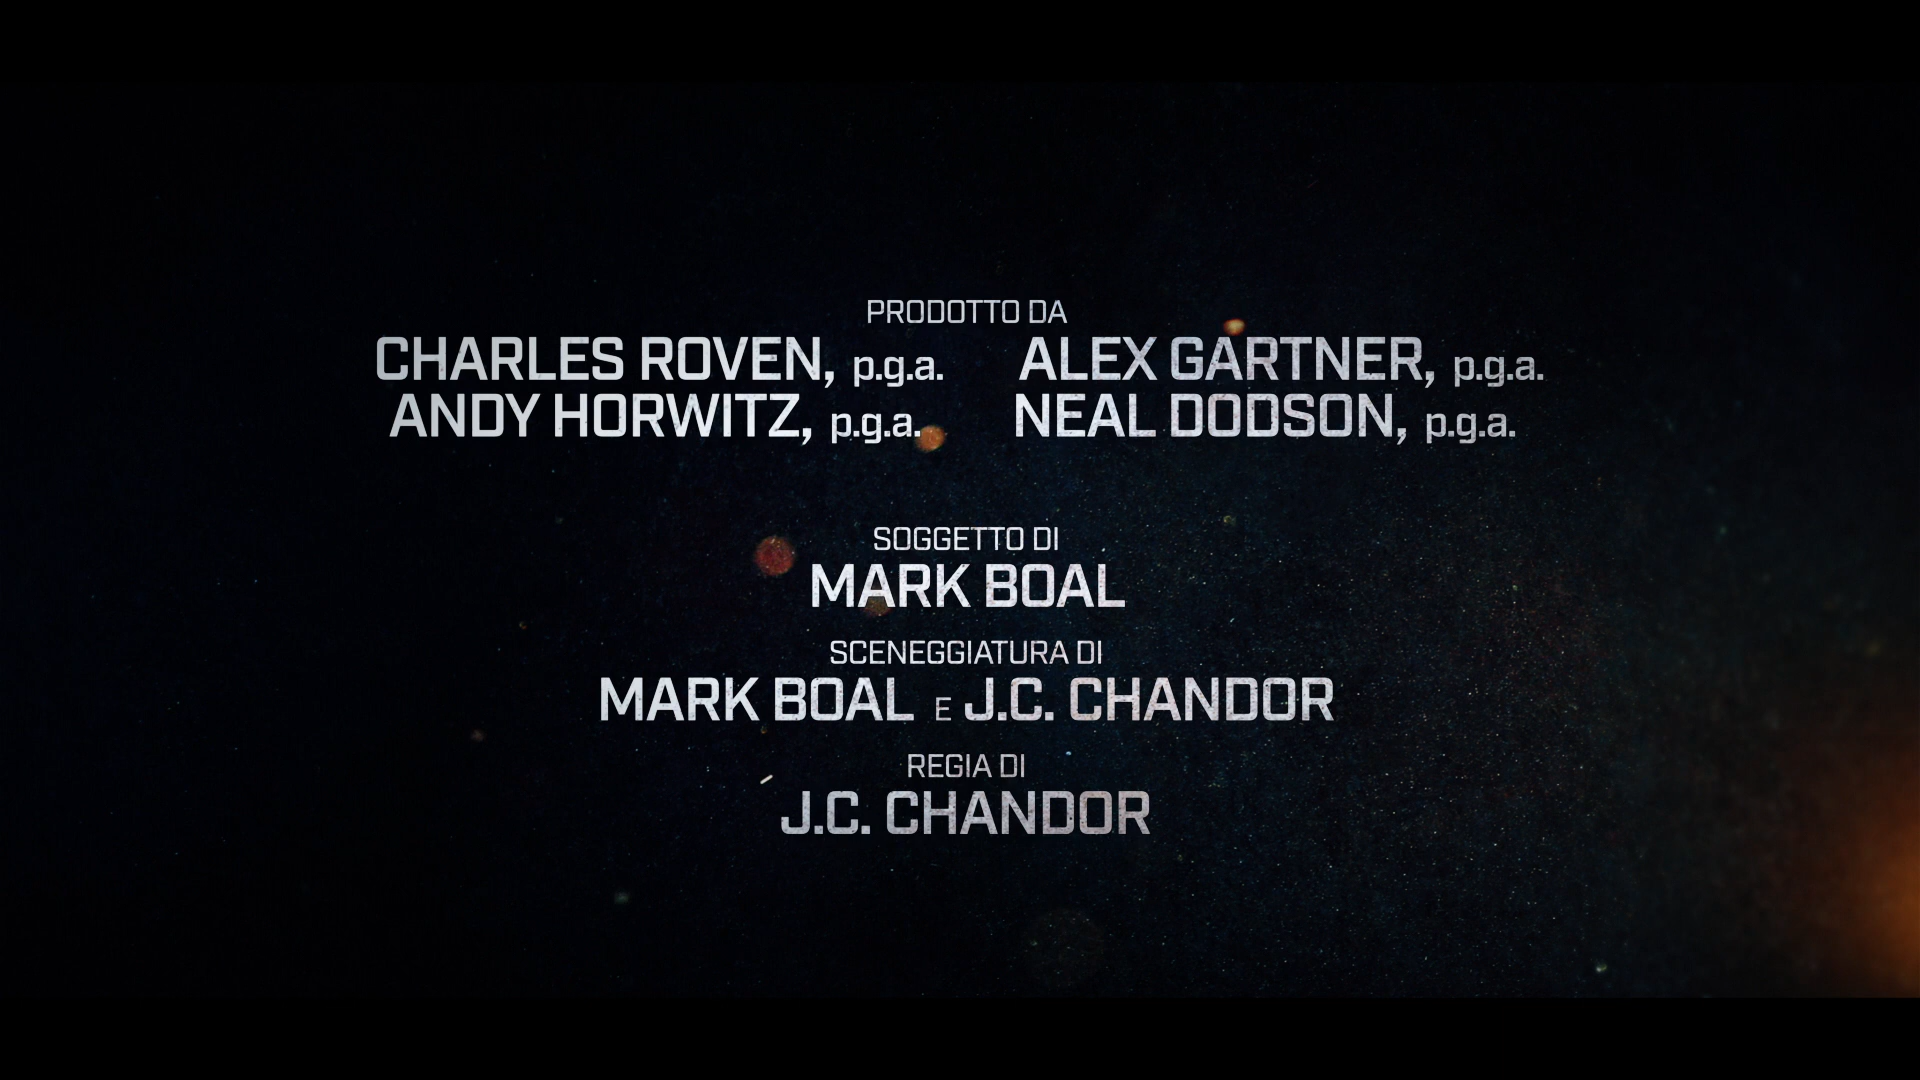 PRODOTTO DA
CHARLES ROVEN, p.g.a. ALEX GARTNER, p.g.a.
ANDY HORWITZ, p.g.a. NEAL DODSON, p.g.a.
SOGGETTO DI
MARK BOAL
SCENEGGIATURA DI
MARK BOAL E J.C. CHANDOR
REGIA DI
J.C. CHANDOR